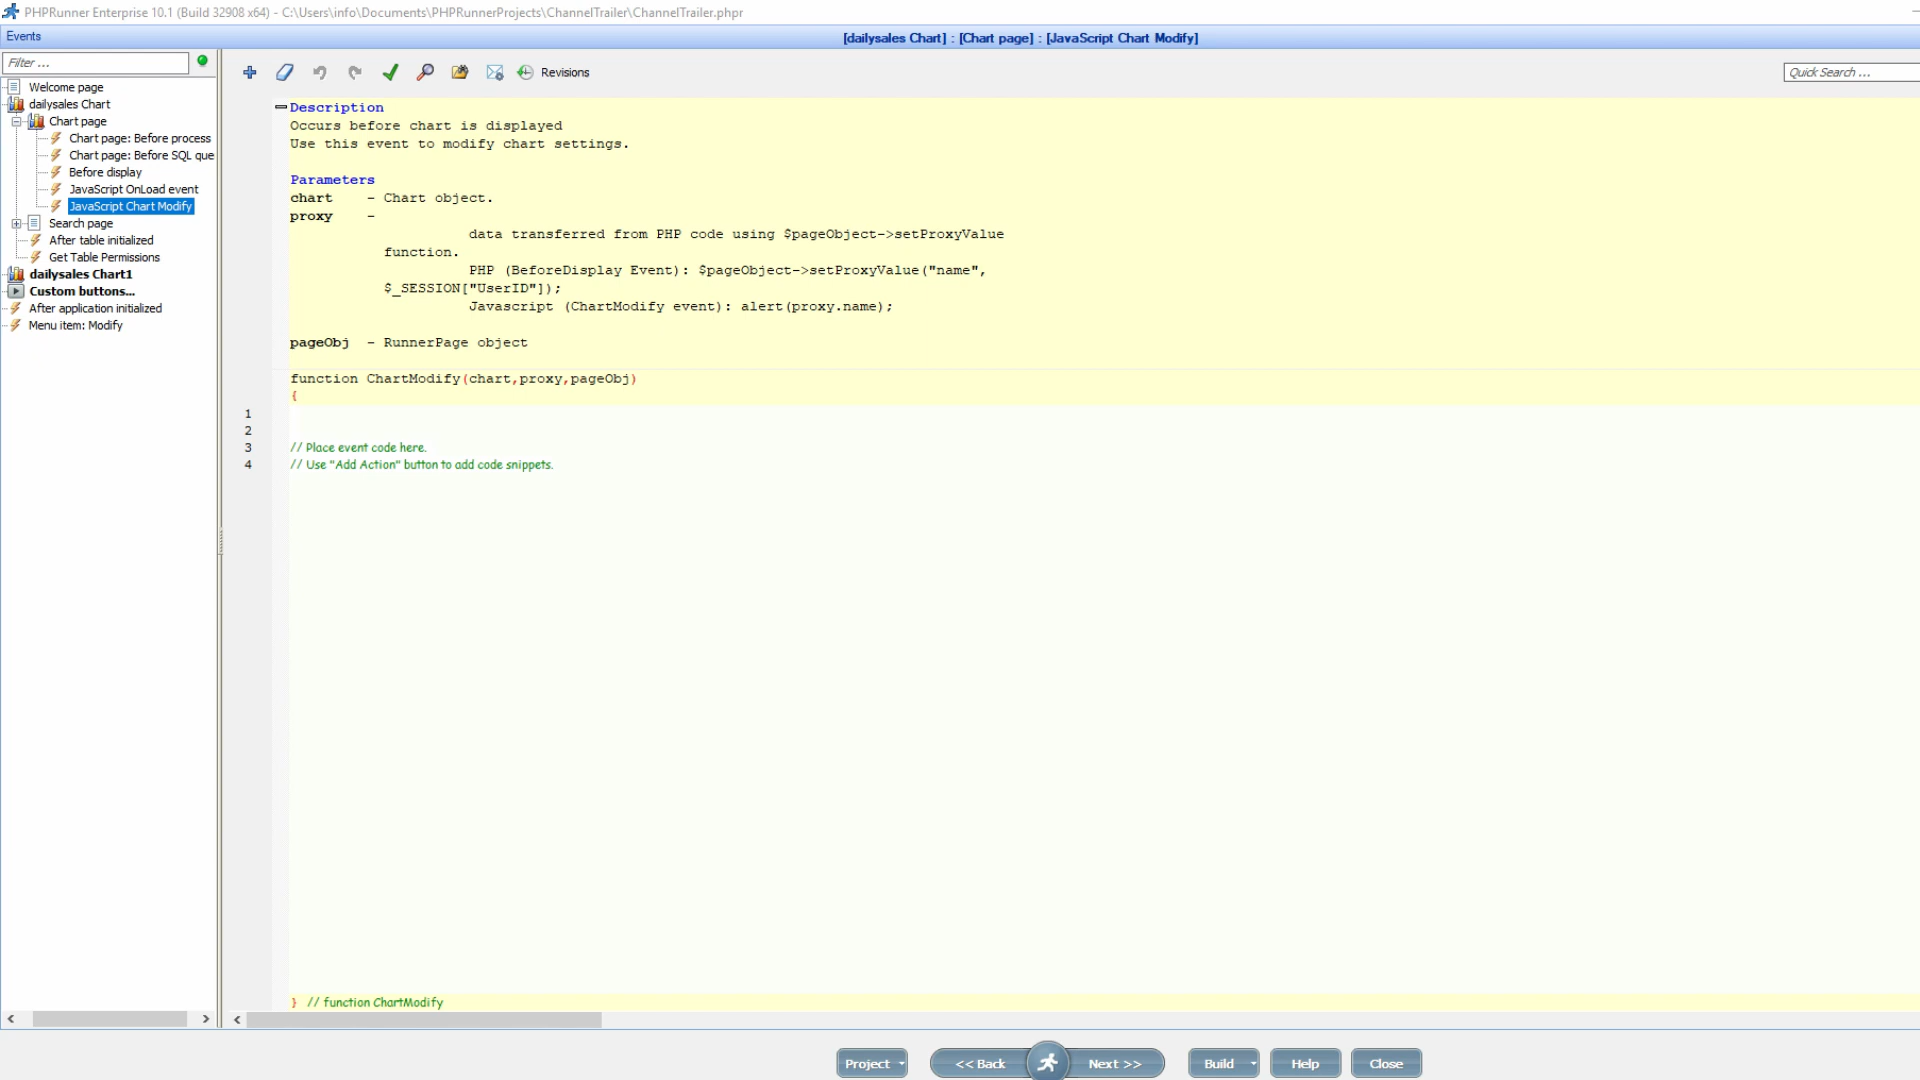 PHPRunner Enterprise 10.1 (Build 32908 x64) - C:\Users\info\Documents\PHPRunnerProjects\ChannelTrailer\ChannelTrailer.phpr
Events
[dailysales Chart] : [Chart page] : [JavaScript Chart Modify]
Filter ...
Revisions
Quick Search ...
Welcome page
dailysales Chart
Chart page
Chart page: Before process
Chart page: Before SQL que
Before display
JavaScript OnLoad event
JavaScript Chart Modify
Search page
After table initialized
Get Table Permissions
dailysales Chart1
Custom buttons...
After application initialized
Menu item: Modify
Description
Occurs before chart is displayed
Use this event to modify chart settings.
Parameters
chart - Chart object.
proxy -
data transferred from PHP code using $pageObject->setProxyValue
function.
PHP (BeforeDisplay Event): $pageObject->setProxyValue("name",
$_SESSION["UserID"]);
Javascript (ChartModify event): alert(proxy.name);
pageObj - RunnerPage object
function ChartModify(chart,proxy,pageObj)
{
1
2
3 // Place event code here.
4 // Use "Add Action" button to add code snippets.
} // function ChartModify
Project
<< Back
Next >>
Build
Help
Close